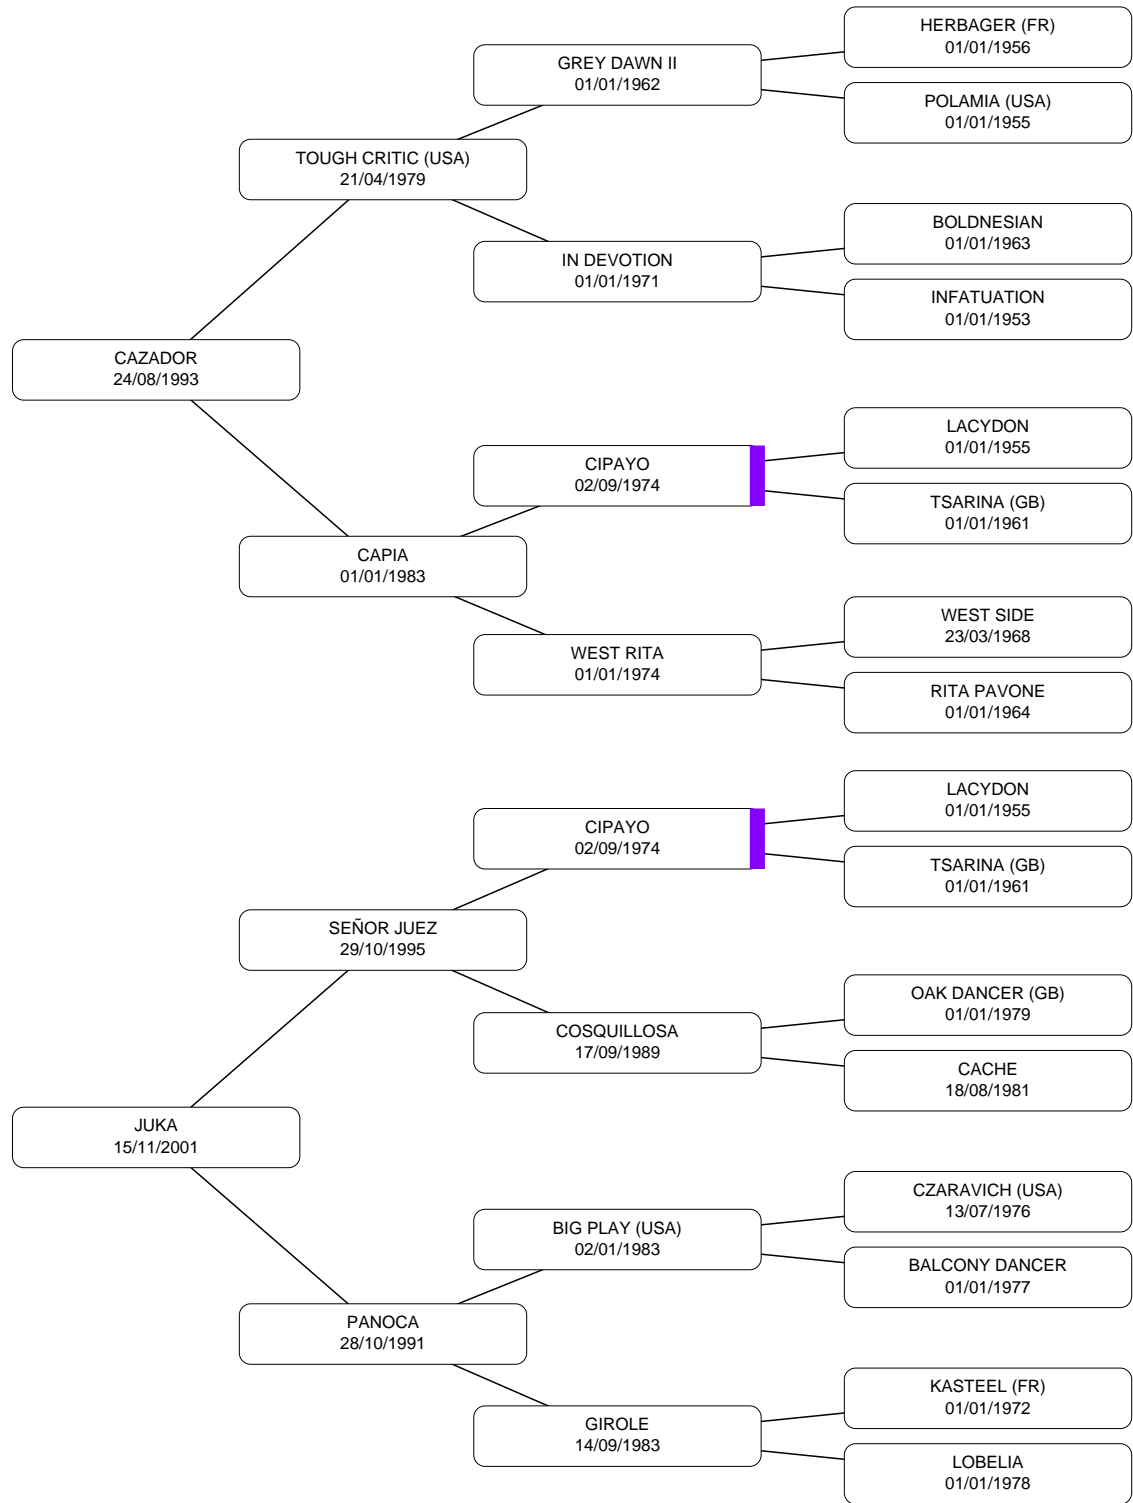 HERBAGER (FR)
01/01/1956
GREY DAWN II
01/01/1962
POLAMIA (USA)
01/01/1955
TOUGH CRITIC (USA)
21/04/1979
BOLDNESIAN
01/01/1963
IN DEVOTION
01/01/1971
INFATUATION
01/01/1953
CAZADOR
24/08/1993
LACYDON
01/01/1955
CIPAYO
02/09/1974
TSARINA (GB)
01/01/1961
CAPIA
01/01/1983
WEST SIDE
23/03/1968
WEST RITA
01/01/1974
RITA PAVONE
01/01/1964
LACYDON
01/01/1955
CIPAYO
02/09/1974
TSARINA (GB)
01/01/1961
SEÑOR JUEZ
29/10/1995
OAK DANCER (GB)
01/01/1979
COSQUILLOSA
17/09/1989
CACHE
18/08/1981
JUKA
15/11/2001
CZARAVICH (USA)
13/07/1976
BIG PLAY (USA)
02/01/1983
BALCONY DANCER
01/01/1977
PANOCA
28/10/1991
KASTEEL (FR)
01/01/1972
GIROLE
14/09/1983
LOBELIA
01/01/1978